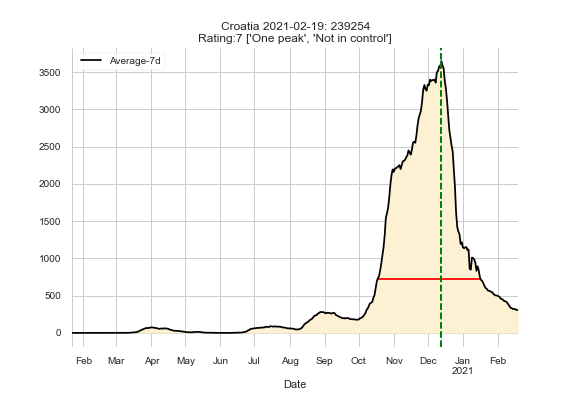 Croatia 2021-02-19: 239254
Rating:7 ['One peak', 'Not in control']
Average-7d
3500
3000
2500
2000
1500
1000
500
0
Feb Mar Apr May Jun Jul Aug Sep Oct Nov Dec Jan Feb
2021
Date